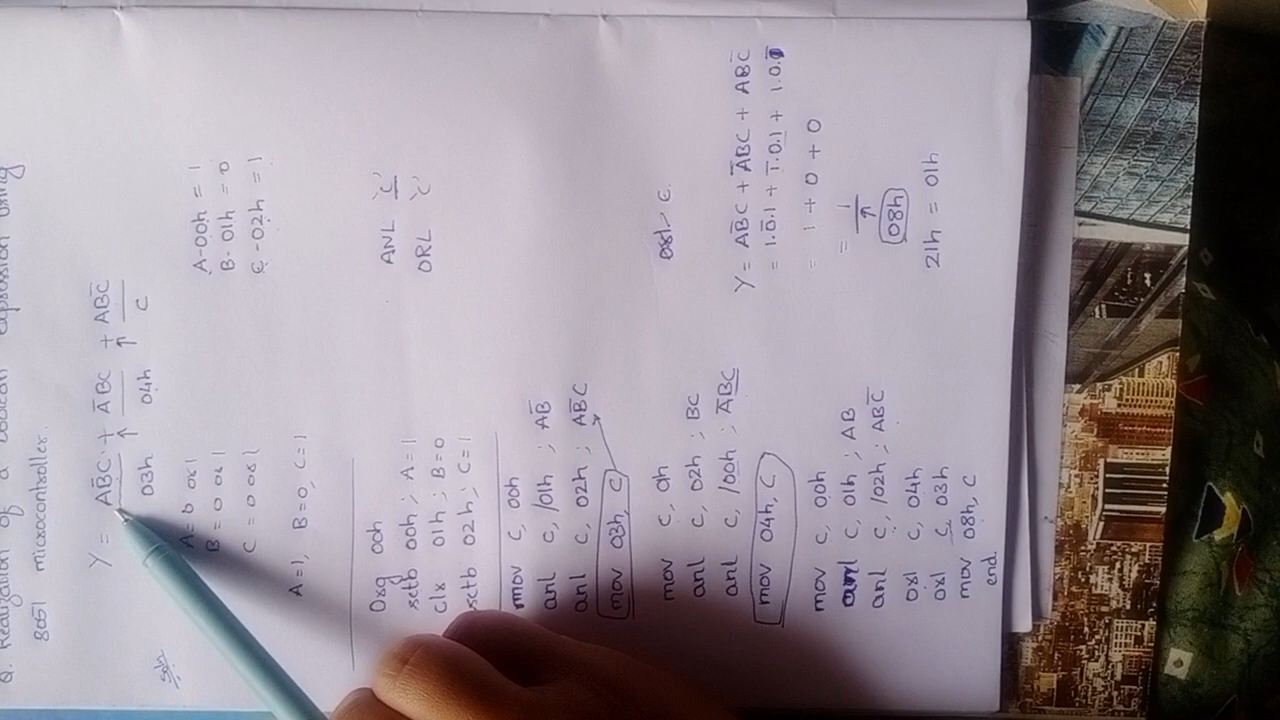 Q. Realization of a boolean expression using
8051 microcontroller.
Y = AB̅C + A̅BC + ABC̅
03h 04h C
Soln
A = 0 or 1
B = 0 or 1
C = 0 or 1
A - 00h = 1
B - 01h = 0
C - 02h = 1
A=1, B=0, C=1
Org 00h
setb 00h ; A=1
clr 01h ; B=0
setb 02h ; C=1
ANL 'C'
ORL 'C'
mov C, 00h
anl C, /01h ; AB̅
anl C, 02h ; AB̅C
mov 03h, C
mov C, 01h
anl C, 02h ; BC
anl C, /00h ; A̅BC
mov 04h, C
orl C.
mov C, 00h
anl C, 01h ; AB
anl C, /02h ; ABC̅
orl C, 04h
orl C, 03h
mov 08h, C
end.
Y = AB̅C + A̅BC + ABC̅
= 1.0̅.1 + 1̅.0.1 + 1.0.1̅
= 1 + 0 + 0
= 1
08h
21h = 01h